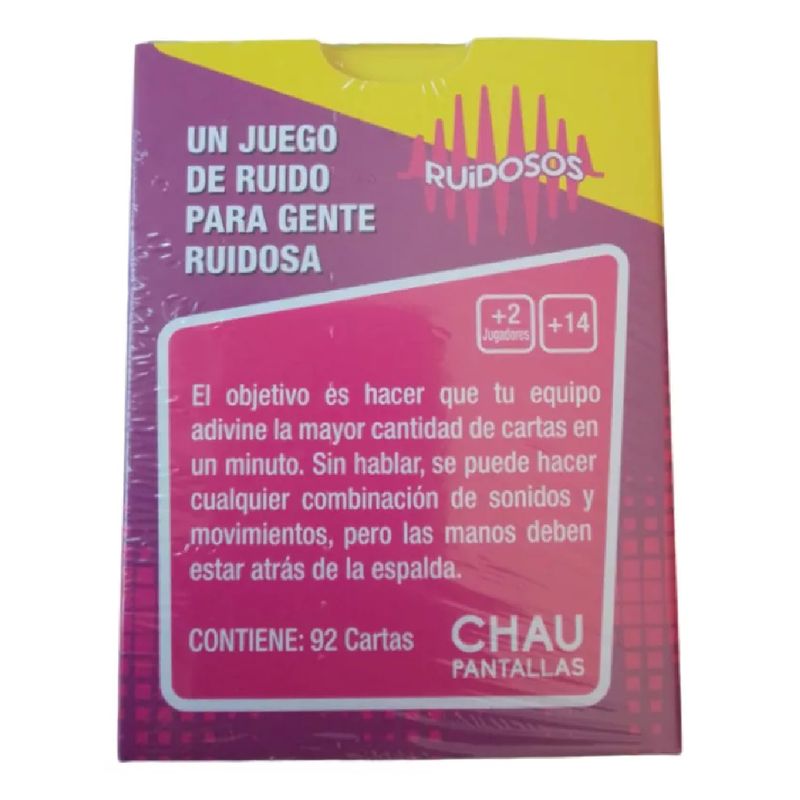 UN JUEGO
DE RUIDO
PARA GENTE
RUIDOSA
RUiDOSOS
+2
Jugadores
+14
El objetivo es hacer que tu equipo
adivine la mayor cantidad de cartas en
un minuto. Sin hablar, se puede hacer
cualquier combinación de sonidos y
movimientos, pero las manos deben
estar atrás de la espalda.
CONTIENE: 92 Cartas
CHAU
PANTALLAS